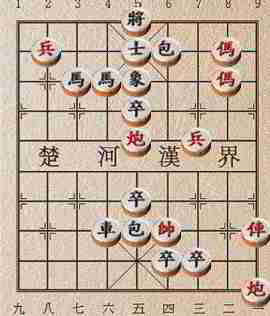 1 2 3 4 5 6 7 8 9
將
兵 士 包 傌
馬 馬 象 傌
卒
炮 兵
楚 河 漢 界
卒
車 包 帥 俥
卒 卒
炮
九 八 七 六 五 四 三 二 一